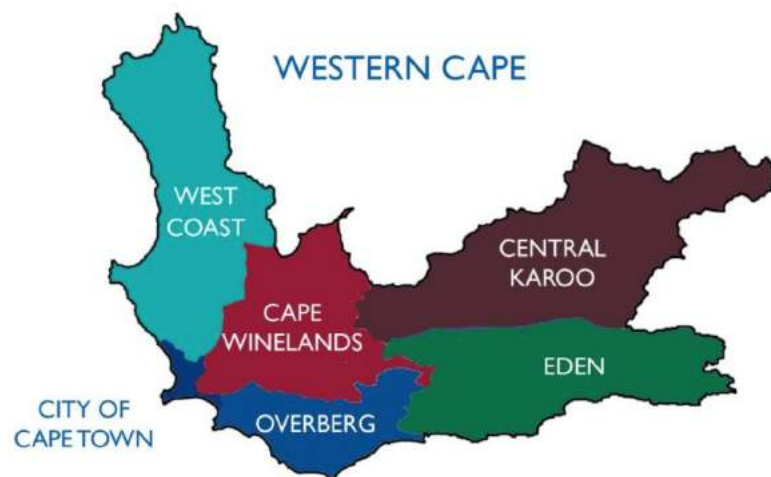 WESTERN CAPE
WEST
COAST
CENTRAL
KAROO
CAPE
WINELANDS
EDEN
CITY OF
CAPE TOWN
OVERBERG